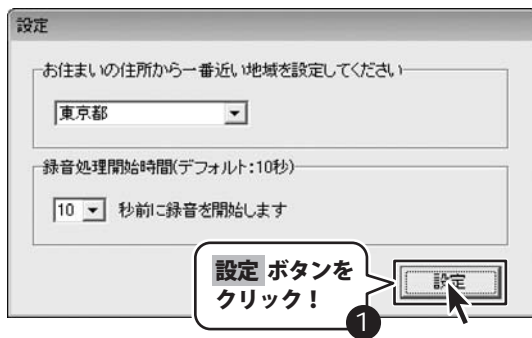 設定
お住まいの住所から一番近い地域を設定してください
東京都
録音処理開始時間(デフォルト:10秒)
10 秒前に録音を開始します
設定 ボタンを
クリック!
1
設定